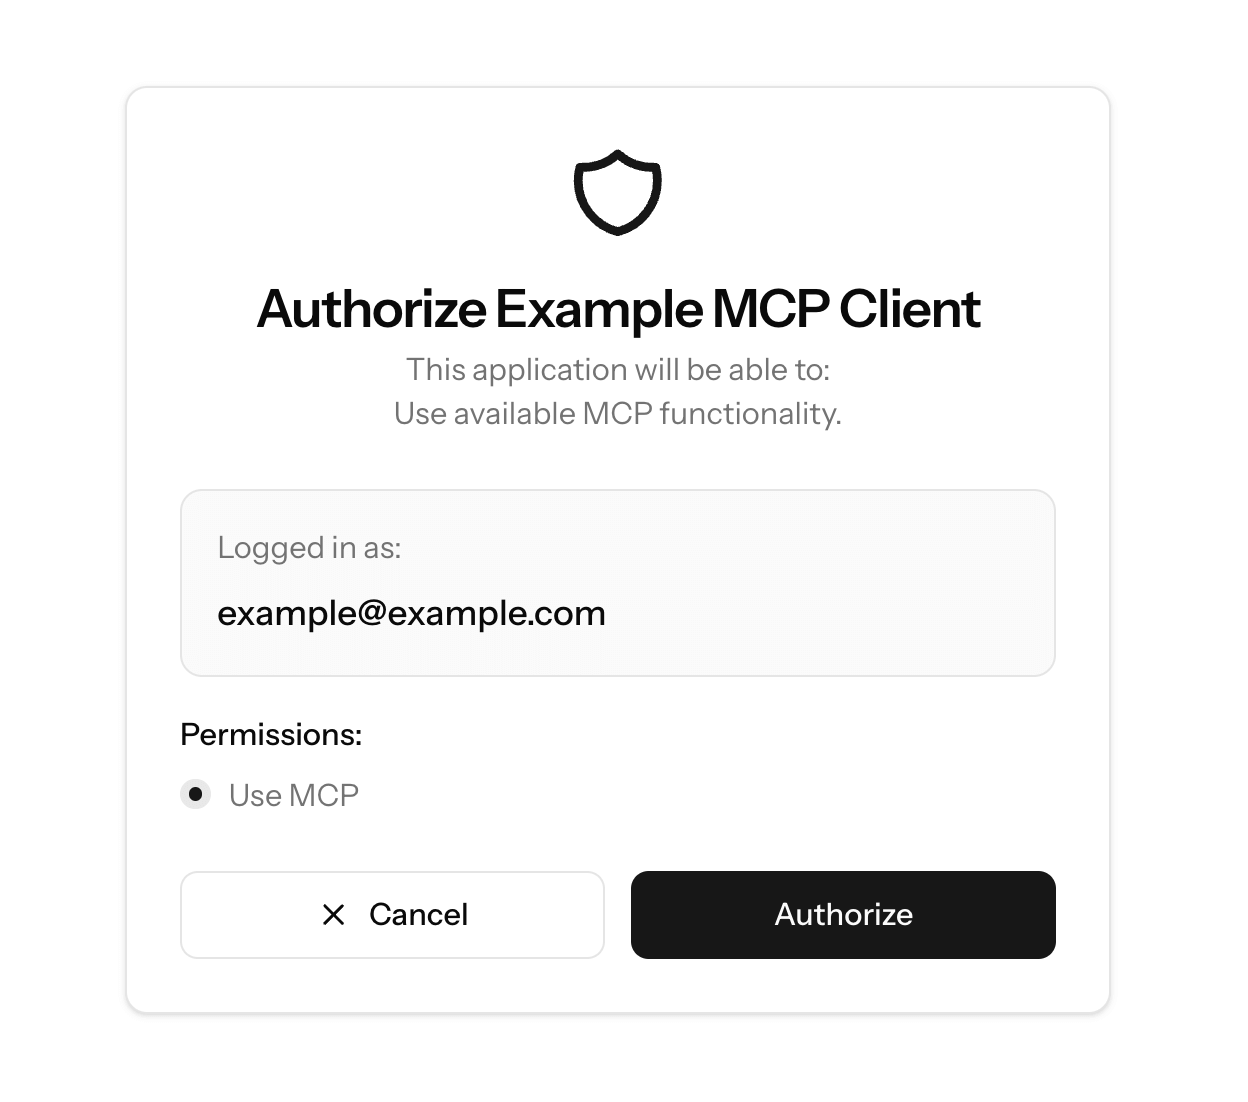 Authorize Example MCP Client
This application will be able to:
Use available MCP functionality.
Logged in as:
example@example.com
Permissions:
Use MCP
Cancel
Authorize